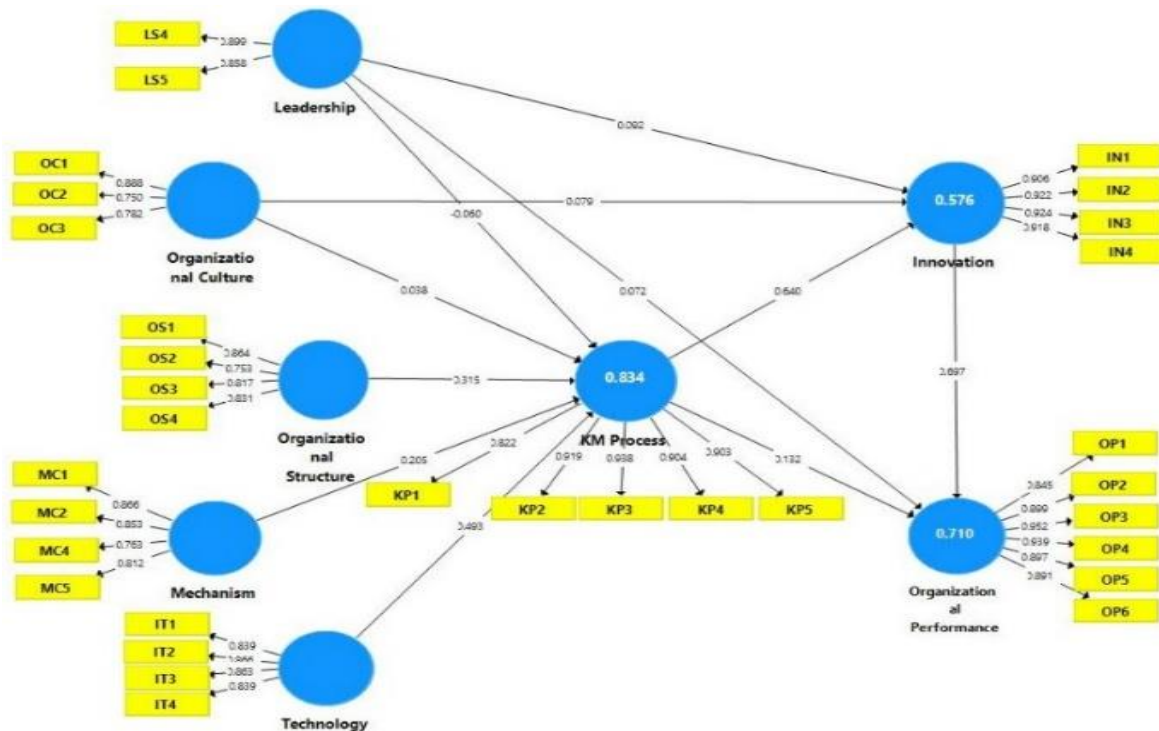 LS4
0.899
LS5
0.858
Leadership
0.092
OC1
0.888
OC2
0.750
OC3
0.782
Organizatio
nal Culture
0.079
-0.060
0.038
0.072
IN1
0.906
IN2
0.922
IN3
0.924
IN4
0.918
0.576
Innovation
0.640
0.697
OS1
0.864
OS2
0.753
OS3
0.817
OS4
0.831
Organizatio
nal
Structure
0.315
0.834
KM Process
0.822
0.919
0.938
0.904
0.903
0.132
KP1
KP2
KP3
KP4
KP5
MC1
0.866
MC2
0.853
MC4
0.763
MC5
0.812
Mechanism
0.205
0.493
OP1
0.845
OP2
0.899
OP3
0.952
OP4
0.939
OP5
0.897
OP6
0.891
0.710
Organization
al
Performance
IT1
0.839
IT2
IT3
0.863
IT4
0.839
Technology